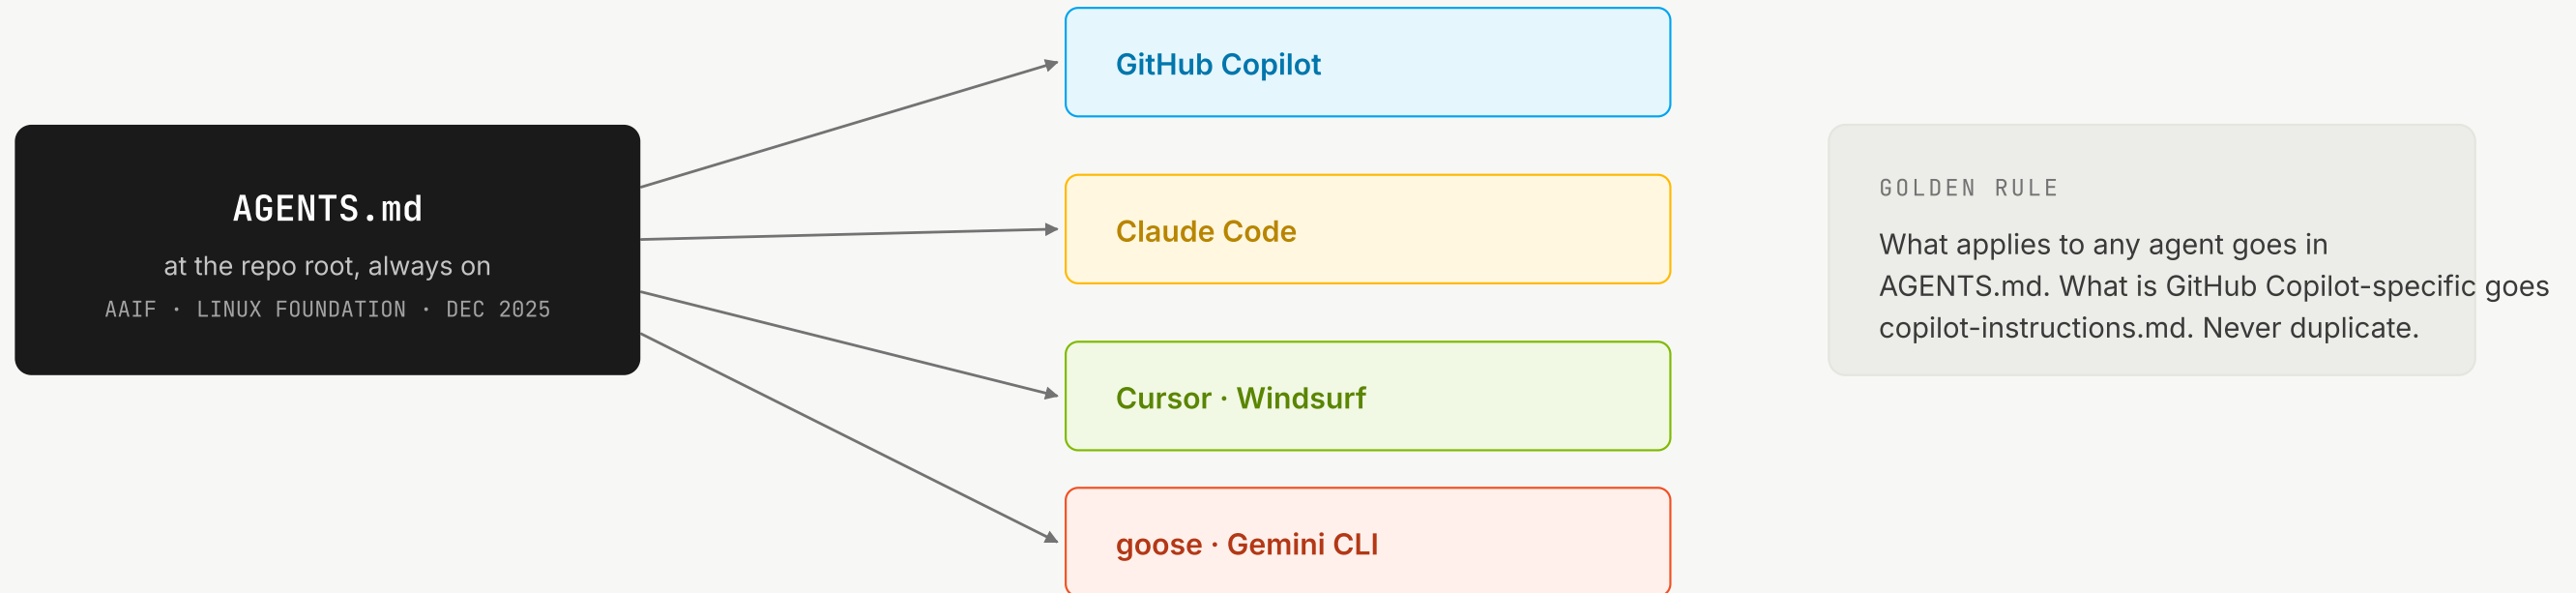 AGENTS.md
at the repo root, always on
AAIF · LINUX FOUNDATION · DEC 2025
GitHub Copilot
Claude Code
Cursor · Windsurf
goose · Gemini CLI
GOLDEN RULE
What applies to any agent goes in
AGENTS.md. What is GitHub Copilot-specific goes
copilot-instructions.md. Never duplicate.